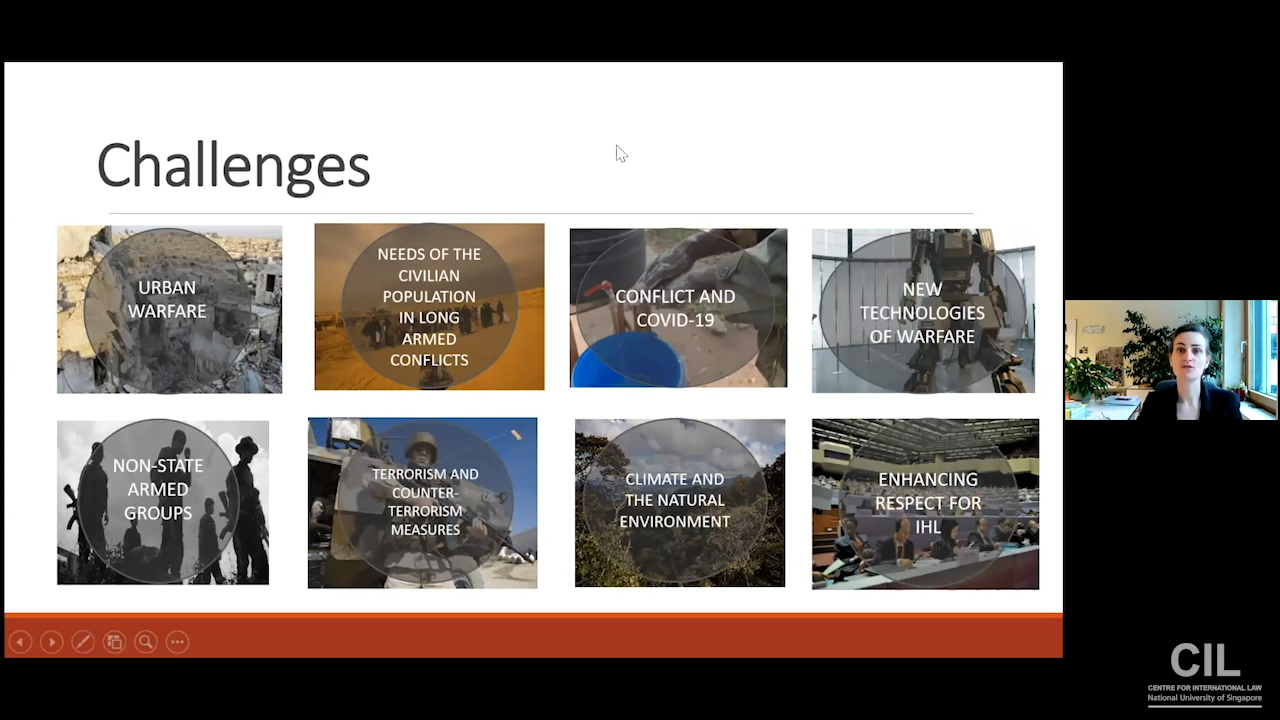 Challenges
URBAN
WARFARE
NEEDS OF THE
CIVILIAN
POPULATION
IN LONG
ARMED
CONFLICTS
CONFLICT AND
COVID-19
NEW
TECHNOLOGIES
OF WARFARE
NON-STATE
ARMED
GROUPS
TERRORISM AND
COUNTER-
TERRORISM
MEASURES
CLIMATE AND
THE NATURAL
ENVIRONMENT
ENHANCING
RESPECT FOR
IHL
CIL
CENTRE FOR INTERNATIONAL LAW
National University of Singapore